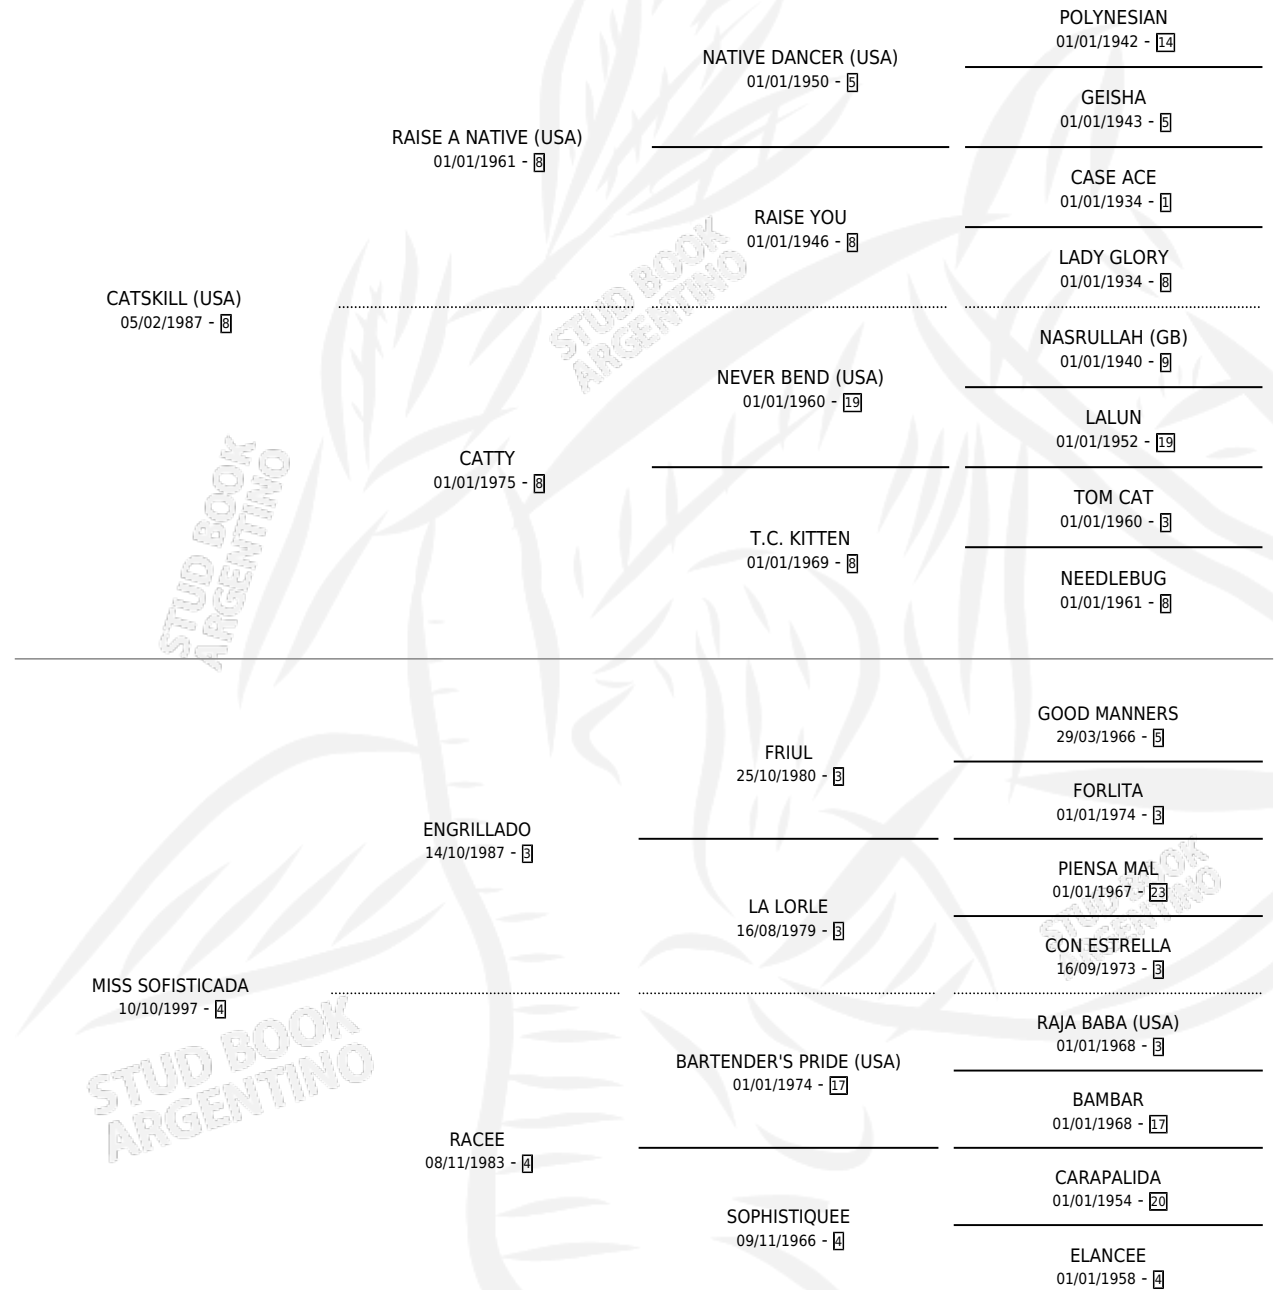 POLYNESIAN
01/01/1942 - 14
NATIVE DANCER (USA)
01/01/1950 - 5
GEISHA
01/01/1943 - 5
RAISE A NATIVE (USA)
01/01/1961 - 8
CASE ACE
01/01/1934 - 1
RAISE YOU
01/01/1946 - 8
LADY GLORY
01/01/1934 - 8
CATSKILL (USA)
05/02/1987 - 8
NASRULLAH (GB)
01/01/1940 - 9
NEVER BEND (USA)
01/01/1960 - 19
LALUN
01/01/1952 - 19
CATTY
01/01/1975 - 8
TOM CAT
01/01/1960 - 3
T.C. KITTEN
01/01/1969 - 8
NEEDLEBUG
01/01/1961 - 8
GOOD MANNERS
29/03/1966 - 5
FRIUL
25/10/1980 - 3
FORLITA
01/01/1974 - 3
ENGRILLADO
14/10/1987 - 3
PIENSA MAL
01/01/1967 - 23
LA LORLE
16/08/1979 - 3
CON ESTRELLA
16/09/1973 - 3
MISS SOFISTICADA
10/10/1997 - 4
RAJA BABA (USA)
01/01/1968 - 3
BARTENDER'S PRIDE (USA)
01/01/1974 - 17
BAMBAR
01/01/1968 - 17
RACEE
08/11/1983 - 4
CARAPALIDA
01/01/1954 - 20
SOPHISTIQUEE
09/11/1966 - 4
ELANCEE
01/01/1958 - 4
STUD BOOK
ARGENTINO
STUD BOOK
ARGENTINO
STUD BOOK
ARGENTINO
STUD BOOK
ARGENTINO